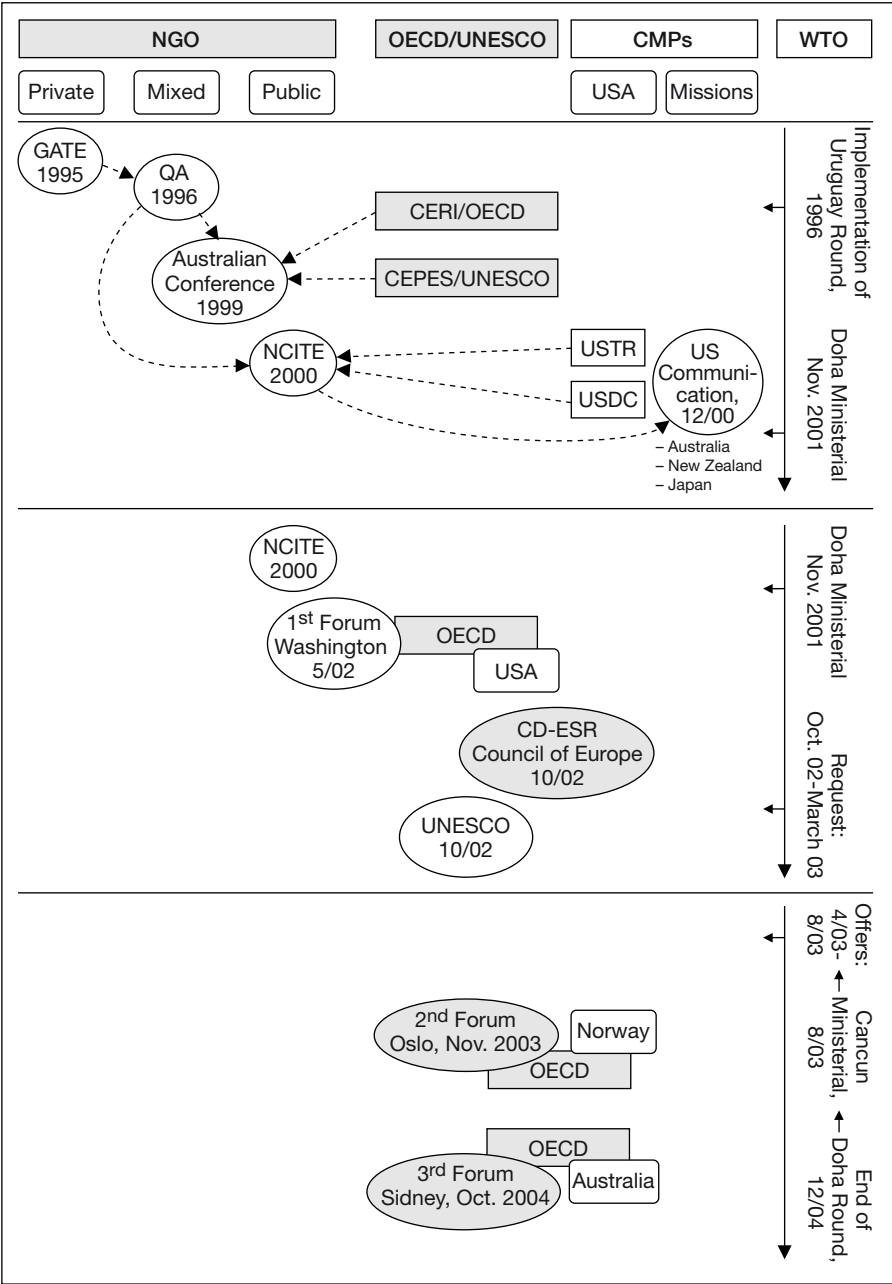 NGO
OECD/UNESCO
CMPs
WTO
Private
Mixed
Public
USA
Missions
GATE
1995
QA
1996
Australian
Conference
1999
CERI/OECD
CEPES/UNESCO
NCITE
2000
USTR
USDC
US
Communi-
cation,
12/00
– Australia
– New Zealand
– Japan
Implementation of
Uruguay Round,
1996
Doha Ministerial
Nov. 2001
NCITE
2000
1st Forum
Washington
5/02
OECD
USA
CD-ESR
Council of Europe
10/02
UNESCO
10/02
Doha Ministerial
Nov. 2001
Request:
Oct. 02-March 03
2nd Forum
Oslo, Nov. 2003
Norway
OECD
OECD
3rd Forum
Sidney, Oct. 2004
Australia
Offers:
4/03-
8/03
Cancun
Ministerial,
8/03
End of
Doha Round,
12/04